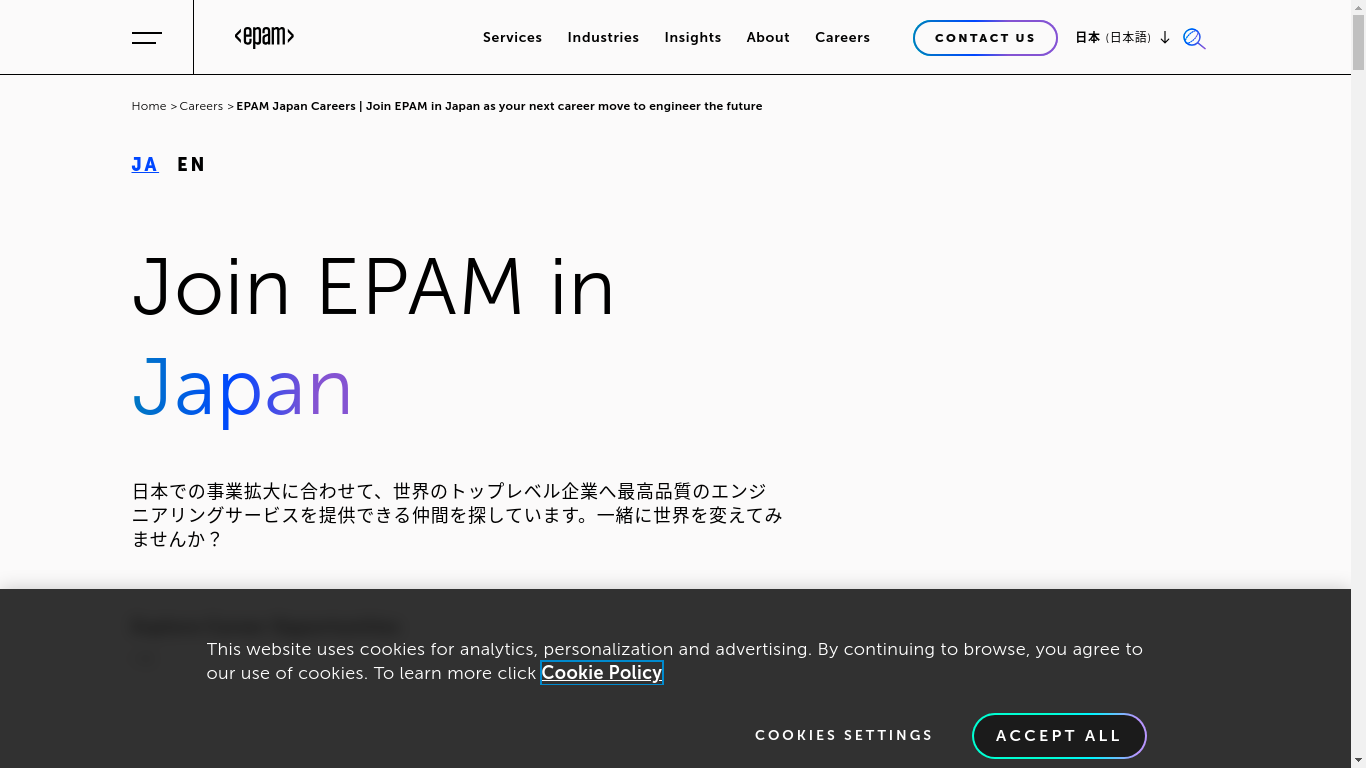 <epam>
Services Industries Insights About Careers CONTACT US 日本 (日本語)
Home > Careers > EPAM Japan Careers | Join EPAM in Japan as your next career move to engineer the future
JA EN
Join EPAM in
Japan
日本での事業拡大に合わせて、世界のトップレベル企業へ最高品質のエンジ
ニアリングサービスを提供できる仲間を探しています。一緒に世界を変えてみ
ませんか？
This website uses cookies for analytics, personalization and advertising. By continuing to browse, you agree to
our use of cookies. To learn more click Cookie Policy
COOKIES SETTINGS ACCEPT ALL